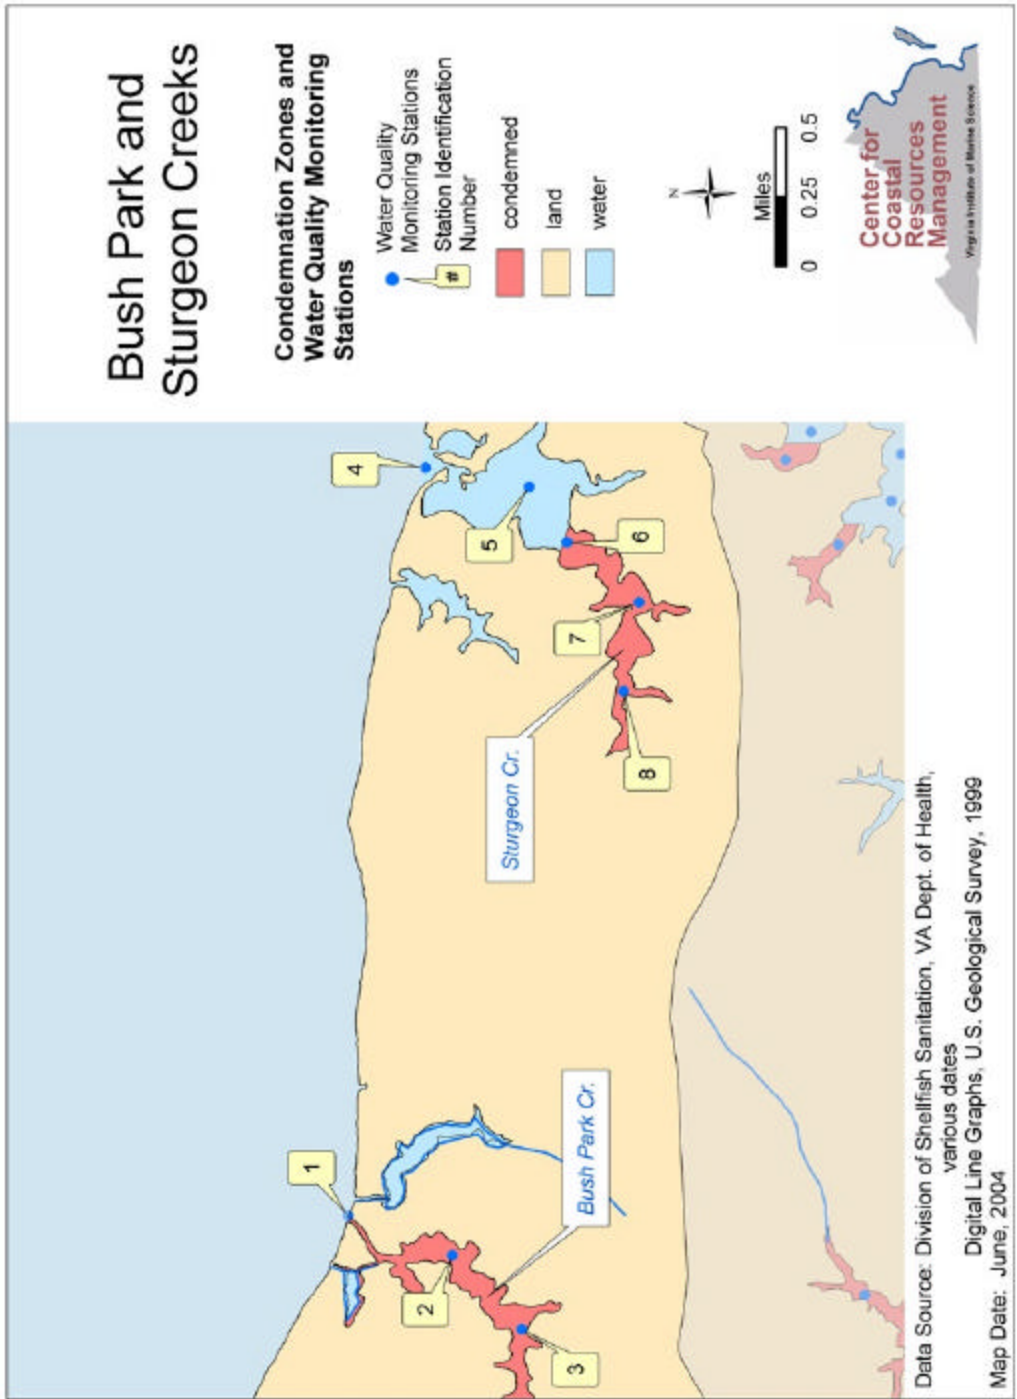 Bush Park and
Sturgeon Creeks
Condemnation Zones and
Water Quality Monitoring
Stations
Water Quality
Monitoring Stations
#
Station Identification
Number
condemned
land
water
N
Miles
0 0.25 0.5
Center for
Coastal
Resources
Management
Virginia Institute of Marine Science
1
2
3
4
5
6
7
8
Bush Park Cr.
Sturgeon Cr.
Data Source: Division of Shellfish Sanitation, VA Dept. of Health,
various dates
Digital Line Graphs, U.S. Geological Survey, 1999
Map Date: June, 2004